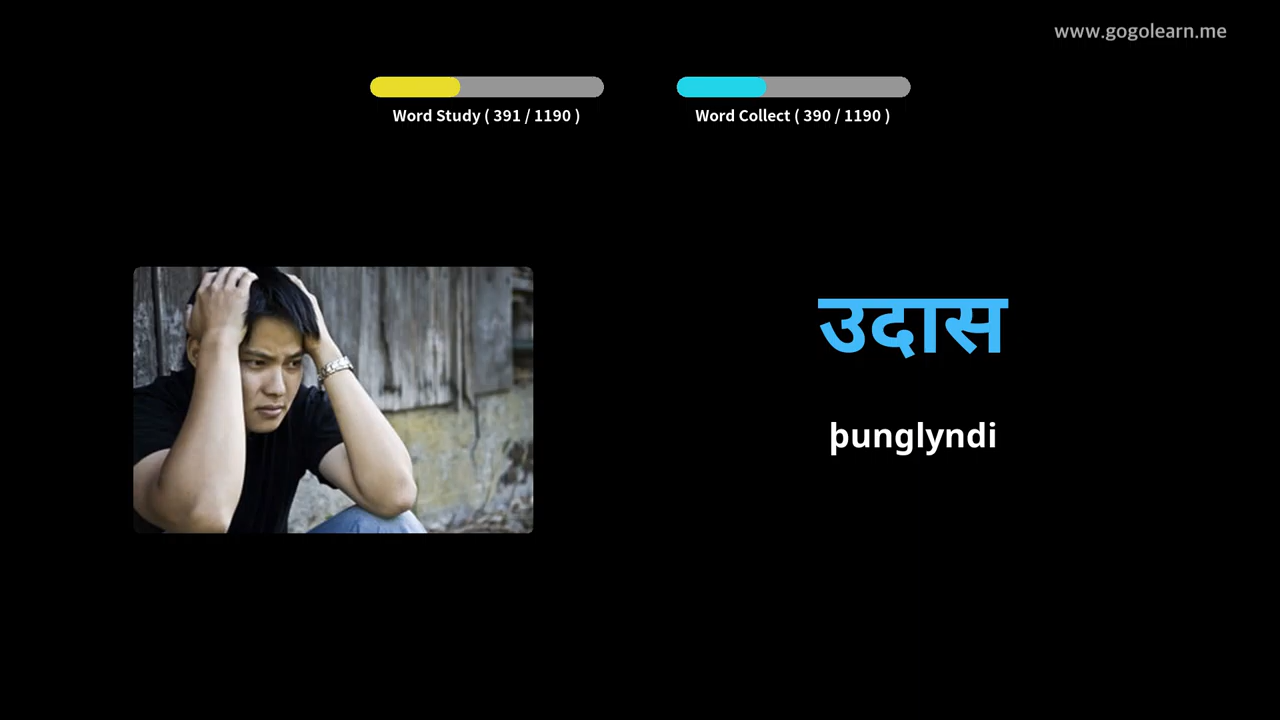 www.gogolearn.me
Word Study ( 391 / 1190 )
Word Collect ( 390 / 1190 )
उदास
þunglyndi